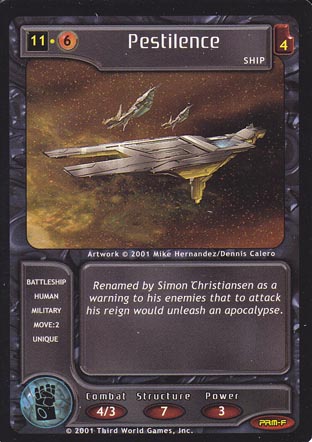 11 • 6 Pestilence 4
SHIP
Artwork © 2001 Mike Hernandez/Dennis Calero
BATTLESHIP
HUMAN
MILITARY
MOVE:2
UNIQUE
Renamed by Simon Christiansen as a
warning to his enemies that to attack
his reign would unleash an apocalypse.
Combat Structure Power
4/3 7 3
PRM-F
© 2001 Third World Games, Inc.